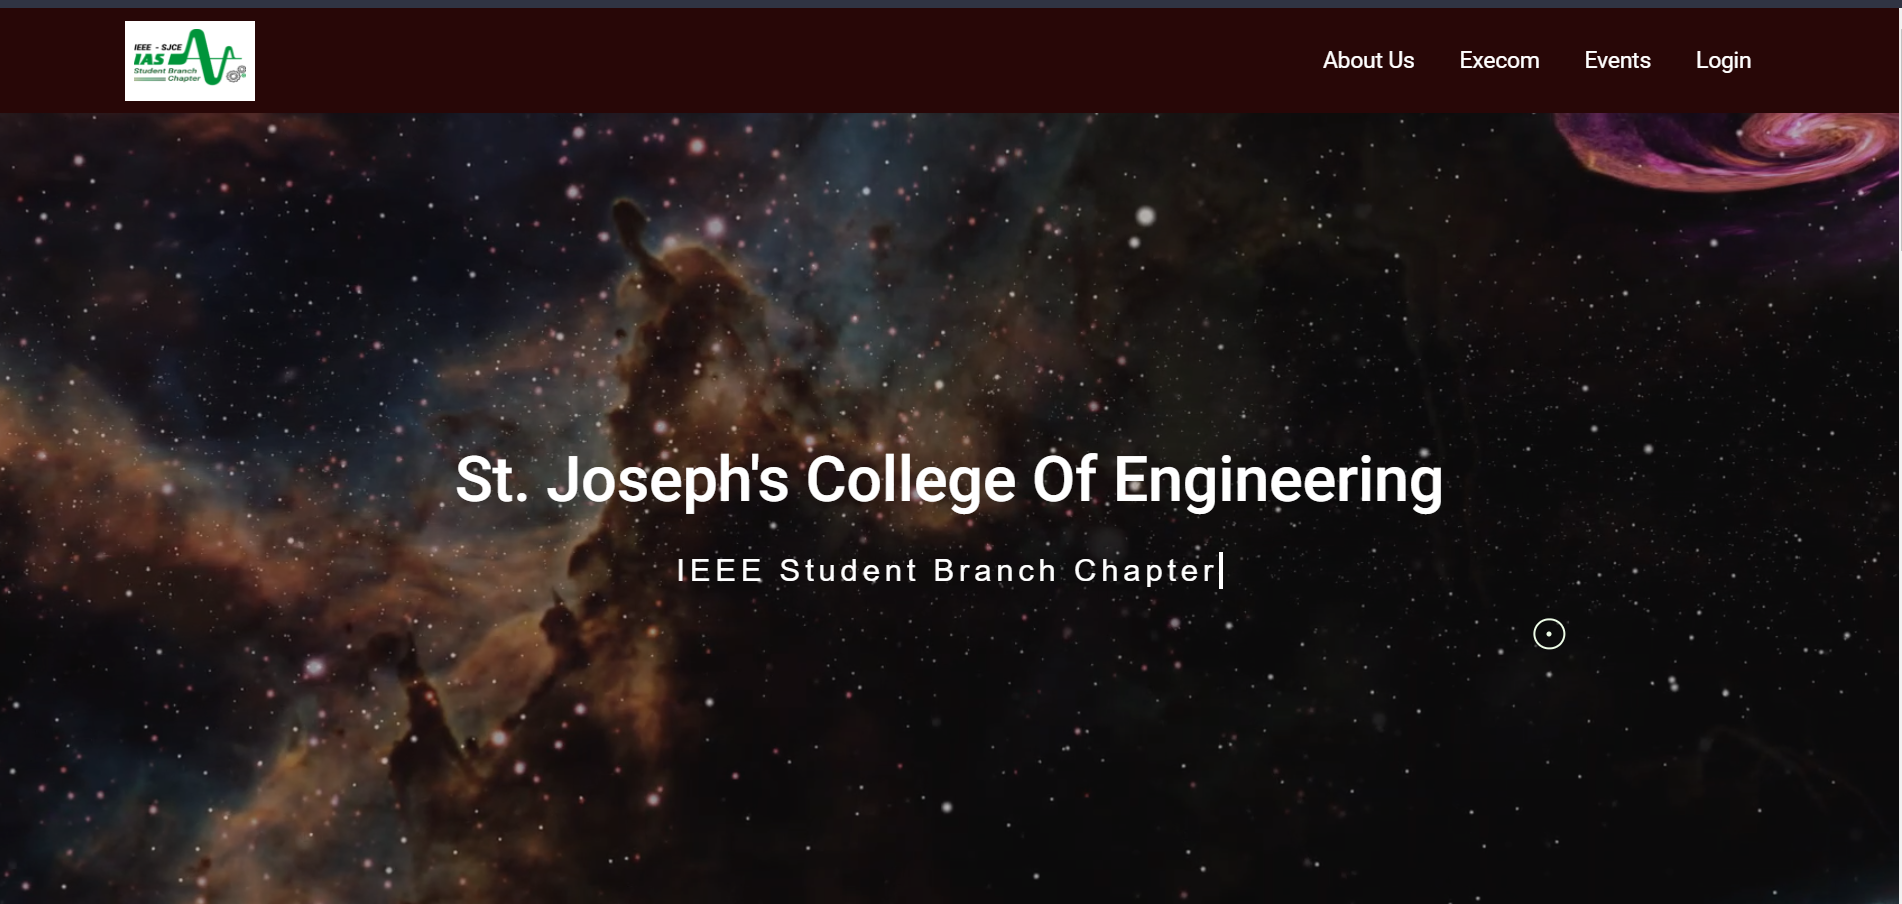 IEEE - SJCE
IAS
Student Branch
Chapter
About Us
Execom
Events
Login
St. Joseph's College Of Engineering
IEEE Student Branch Chapter